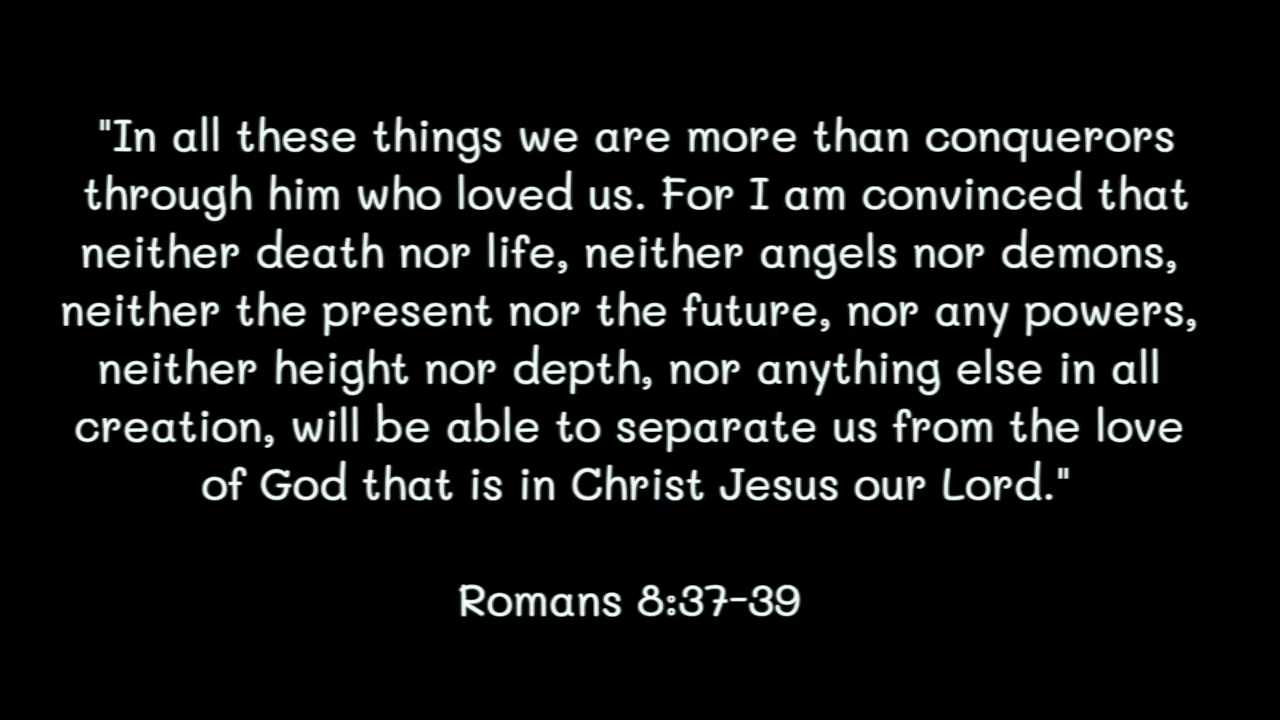 "In all these things we are more than conquerors
through him who loved us. For I am convinced that
neither death nor life, neither angels nor demons,
neither the present nor the future, nor any powers,
neither height nor depth, nor anything else in all
creation, will be able to separate us from the love
of God that is in Christ Jesus our Lord."
Romans 8:37-39